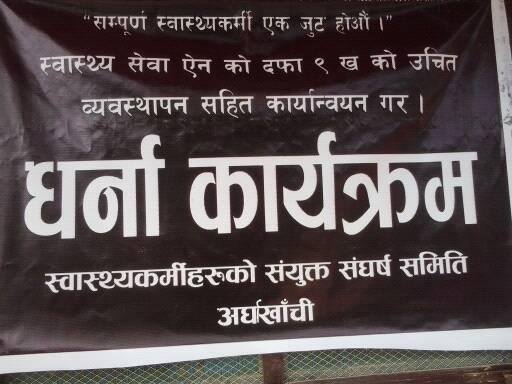 “सम्पूर्ण स्वास्थ्यकर्मी एक जुट होऔं ।”
स्वास्थ्य सेवा ऐन को दफा ९ ख को उचित
व्यवस्थापन सहित कार्यान्वयन गर ।
धर्ना कार्यक्रम
स्वास्थ्यकर्मीहरुको संयुक्त संघर्ष समिति
अर्घाखाँची